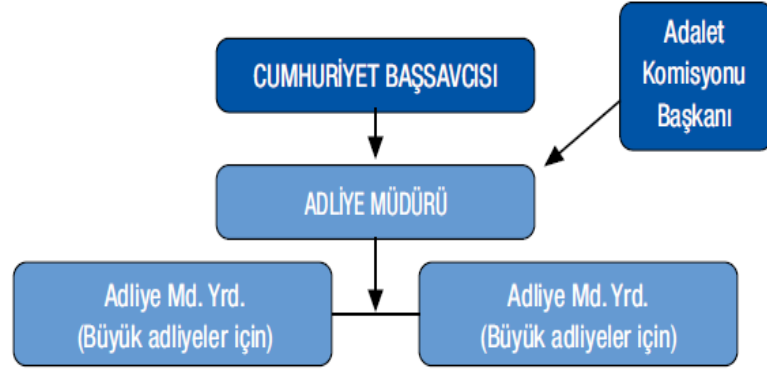 CUMHURİYET BAŞSAVCISI
Adalet
Komisyonu
Başkanı
ADLİYE MÜDÜRÜ
Adliye Md. Yrd.
(Büyük adliyeler için)
Adliye Md. Yrd.
(Büyük adliyeler için)